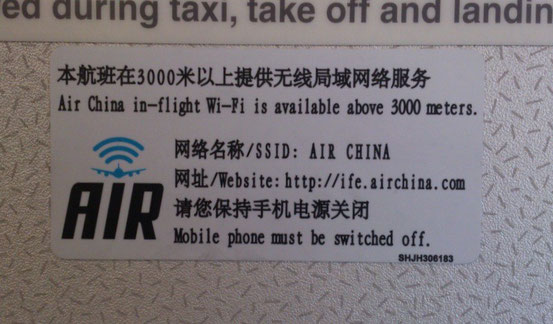 ed during taxi, take off and landin
本航班在3000米以上提供无线局域网络服务
Air China in-flight Wi-Fi is available above 3000 meters.
网络名称/SSID: AIR CHINA
网址/Website: http://ife.airchina.com
AIR
请您保持手机电源关闭
Mobile phone must be switched off.
SHJH306183